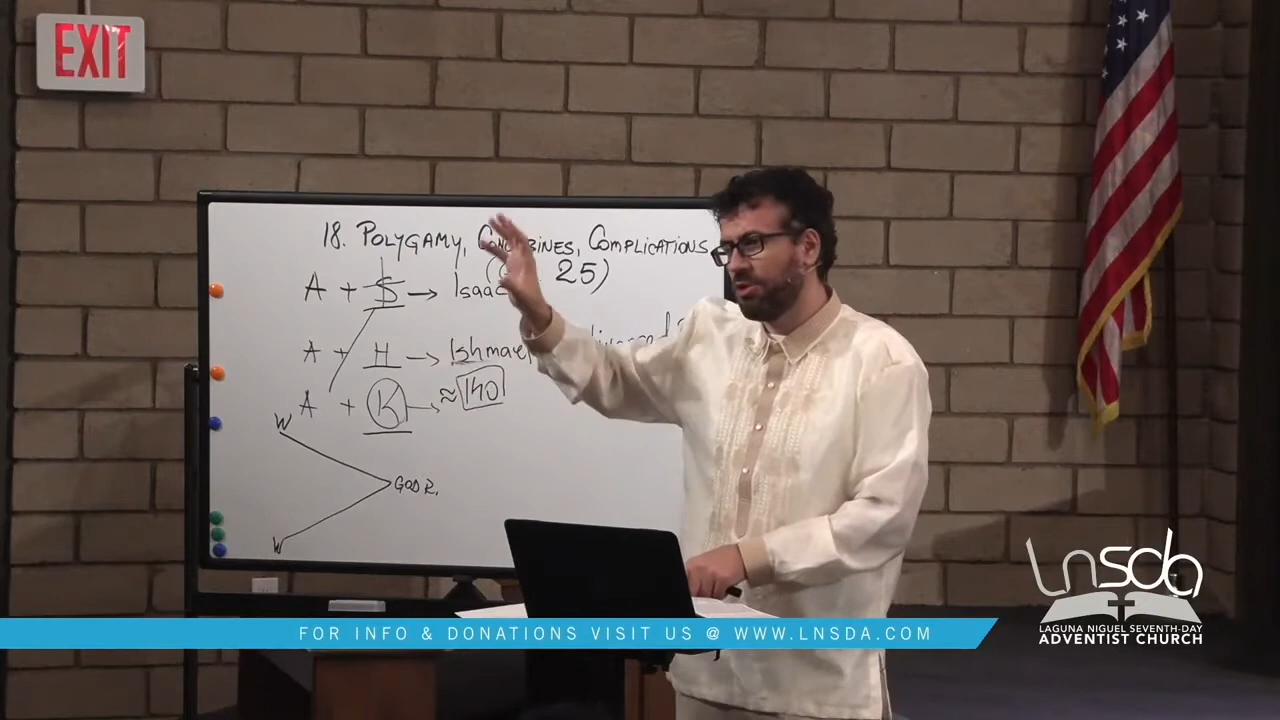 EXIT
18. POLYGAMY, CONCUBINES, COMPLICATIONS
25)
A + S → Isaac
A + H → Ishmael,
A + K → ≈ 140
W
GOD R.
W
LNSDA
LAGUNA NIGUEL SEVENTH-DAY
ADVENTIST CHURCH
FOR INFO & DONATIONS VISIT US @ WWW.LNSDA.COM